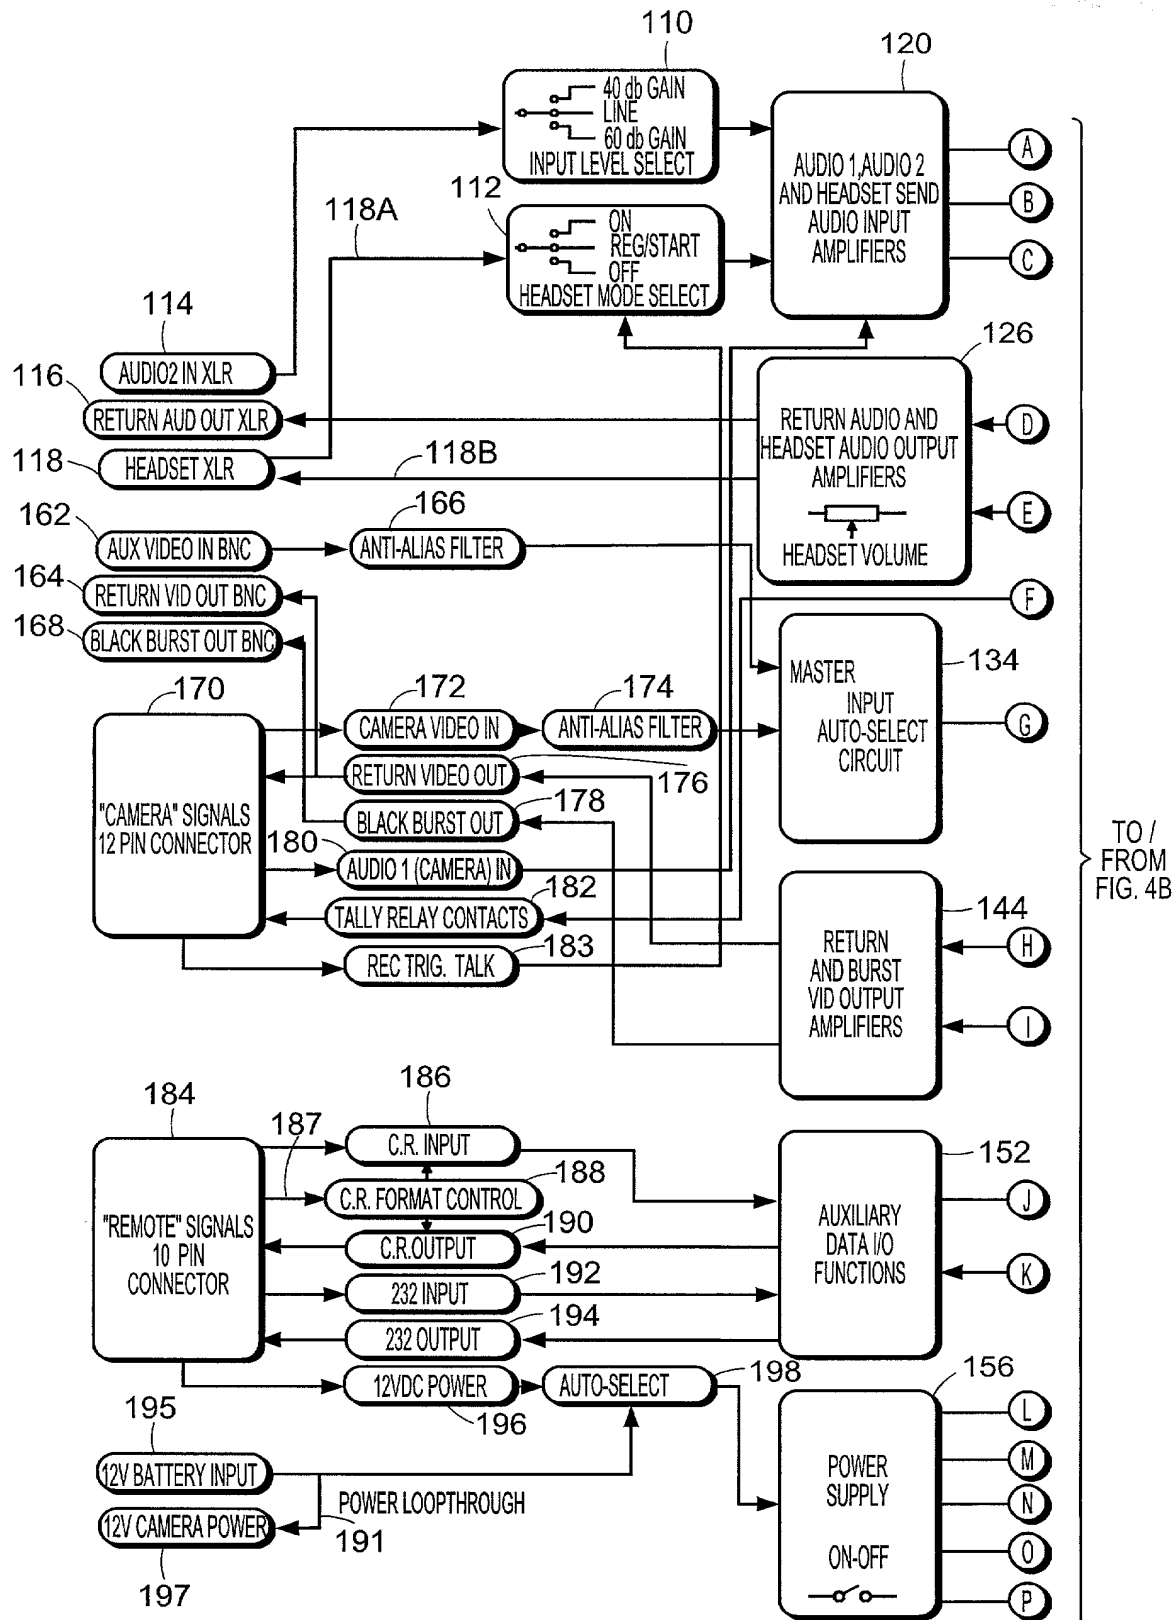 110
40 db GAIN
LINE
60 db GAIN
INPUT LEVEL SELECT
120
AUDIO 1,AUDIO 2
AND HEADSET SEND
AUDIO INPUT
AMPLIFIERS
A
B
C
118A
112
ON
REG/START
OFF
HEADSET MODE SELECT
114
AUDIO2 IN XLR
116
RETURN AUD OUT XLR
118
HEADSET XLR
118B
126
RETURN AUDIO AND
HEADSET AUDIO OUTPUT
AMPLIFIERS
HEADSET VOLUME
D
E
F
162
AUX VIDEO IN BNC
166
ANTI-ALIAS FILTER
164
RETURN VID OUT BNC
168
BLACK BURST OUT BNC
134
MASTER
INPUT
AUTO-SELECT
CIRCUIT
G
170
"CAMERA" SIGNALS
12 PIN CONNECTOR
172
CAMERA VIDEO IN
174
ANTI-ALIAS FILTER
RETURN VIDEO OUT
176
178
BLACK BURST OUT
180
AUDIO 1 (CAMERA) IN
182
TALLY RELAY CONTACTS
183
REC TRIG. TALK
144
RETURN
AND BURST
VID OUTPUT
AMPLIFIERS
H
I
TO /
FROM
FIG. 4B
184
"REMOTE" SIGNALS
10 PIN
CONNECTOR
187
186
C.R. INPUT
188
C.R. FORMAT CONTROL
190
C.R.OUTPUT
192
232 INPUT
194
232 OUTPUT
152
AUXILIARY
DATA I/O
FUNCTIONS
J
K
12VDC POWER
196
AUTO-SELECT
198
156
POWER
SUPPLY
ON-OFF
L
M
N
O
P
195
12V BATTERY INPUT
POWER LOOPTHROUGH
191
12V CAMERA POWER
197